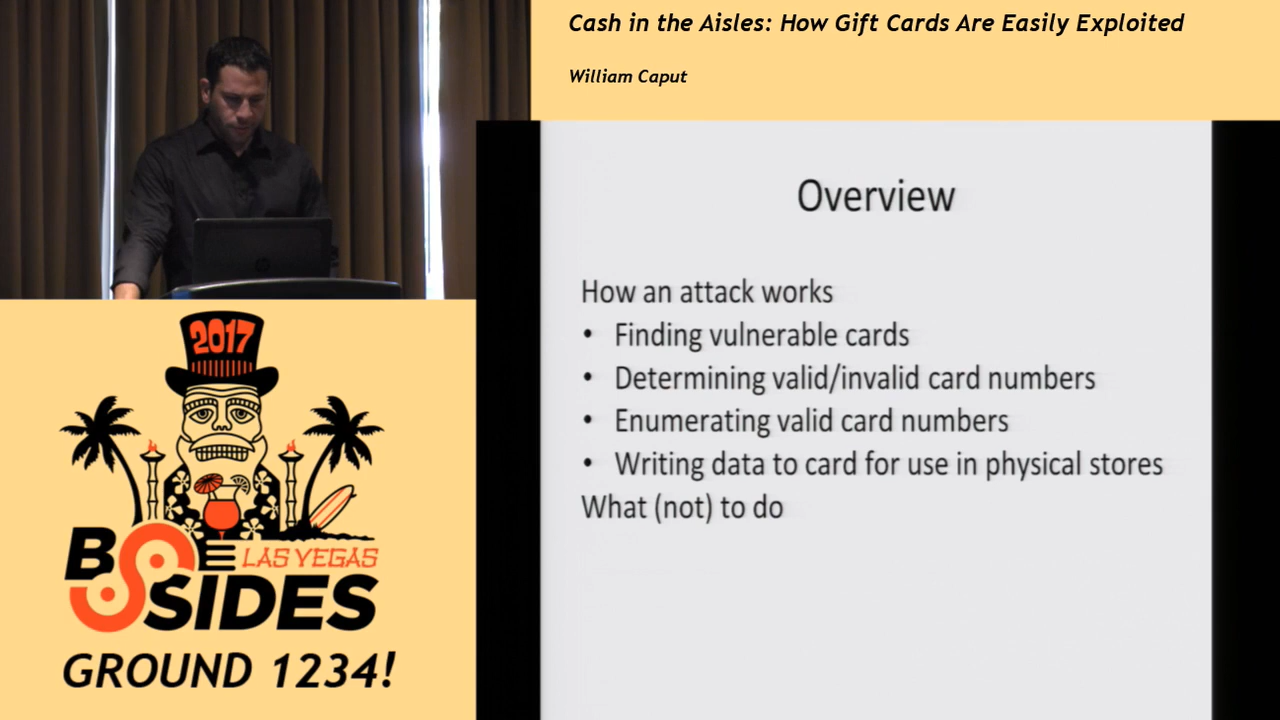 Cash in the Aisles: How Gift Cards Are Easily Exploited
William Caput
Overview
How an attack works
• Finding vulnerable cards
• Determining valid/invalid card numbers
• Enumerating valid card numbers
• Writing data to card for use in physical stores
What (not) to do
2017
BSIDES
LAS VEGAS
GROUND 1234!